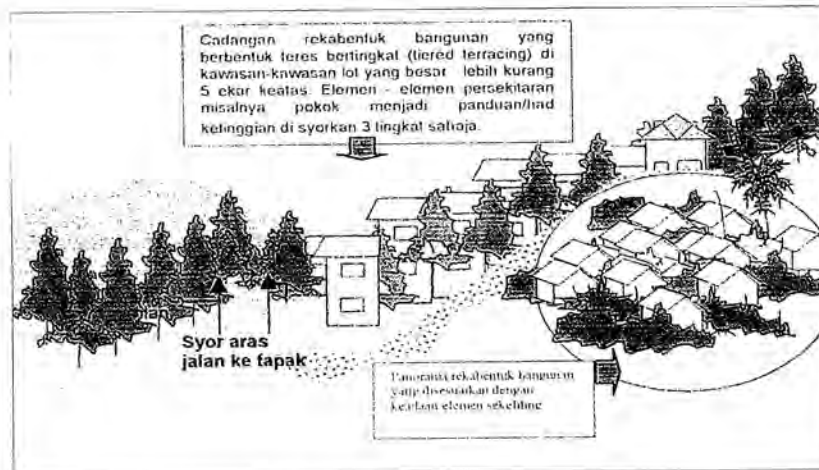 Cadangan rekabentuk bangunan yang
berbentuk teres bertingkat (tiered terracing) di
kawasan-kawasan lot yang besar lebih kurang
5 ekar keatas. Elemen - elemen persekitaran
misalnya pokok menjadi panduan/had
ketinggian di syorkan 3 tingkat sahaja.
Syor aras
jalan ke tapak
Panorama rekabentuk bangunan
yang disesuaikan dengan
keadaan elemen sekeliling